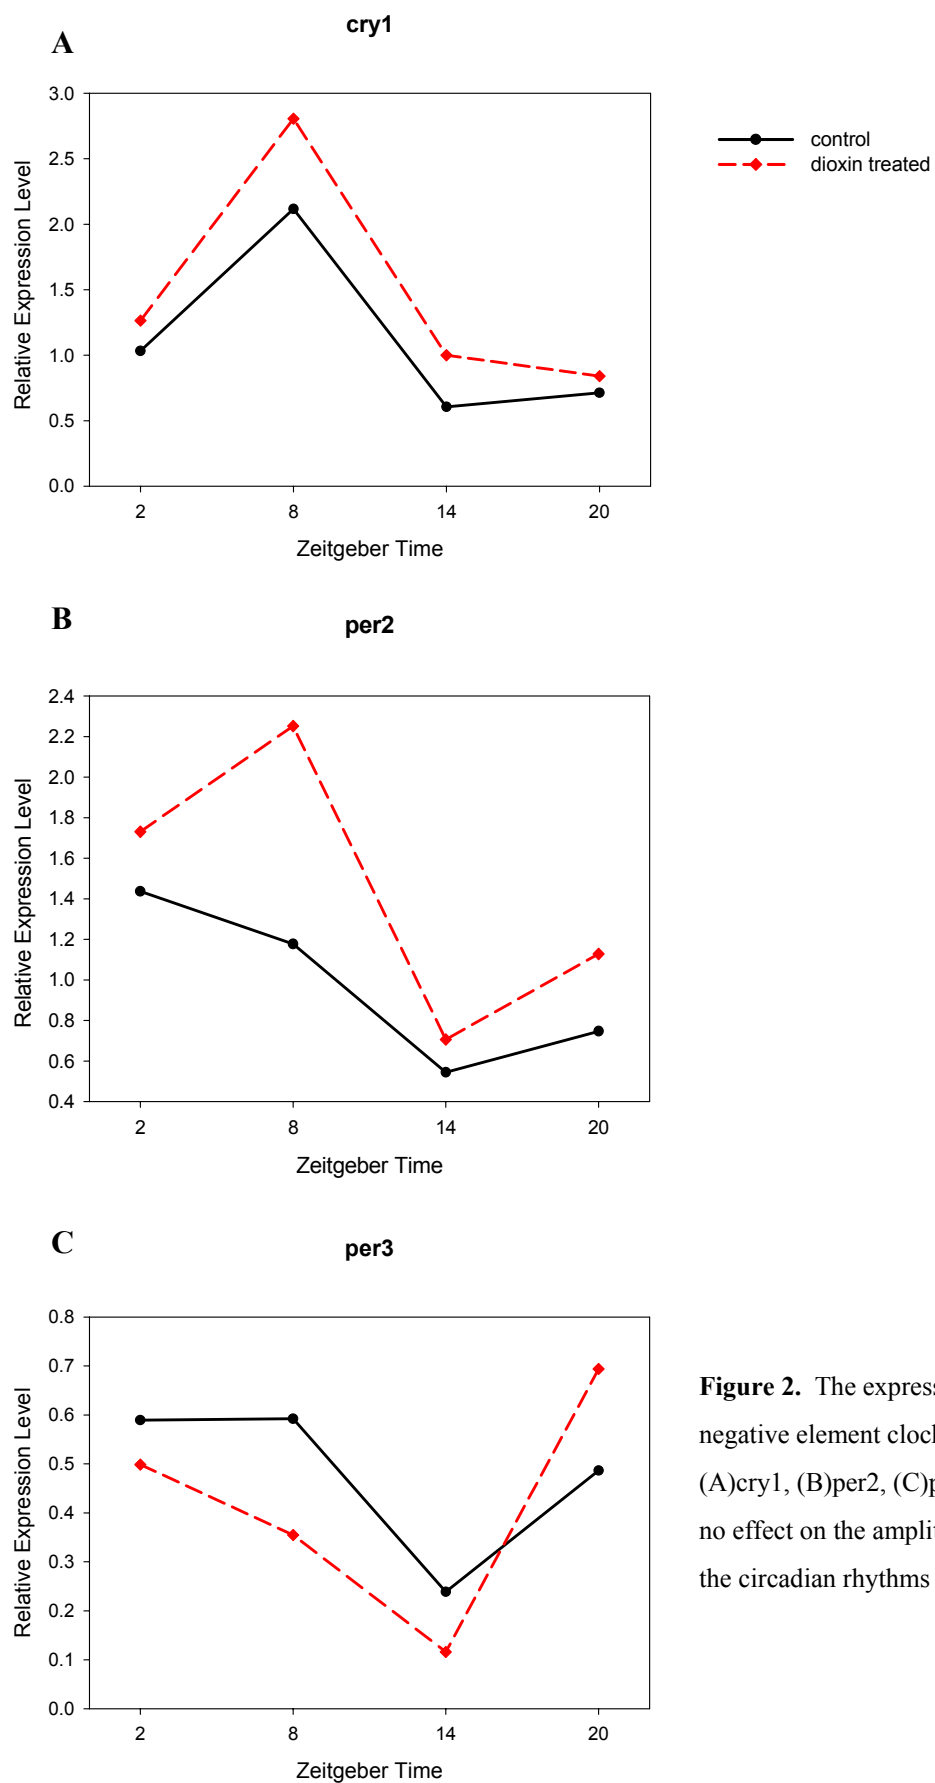 A
cry1
3.0
2.5
2.0
1.5
1.0
0.5
0.0
Relative Expression Level
2 8 14 20
Zeitgeber Time
control
dioxin treated
B
per2
2.4
2.2
2.0
1.8
1.6
1.4
1.2
1.0
0.8
0.6
0.4
Relative Expression Level
2 8 14 20
Zeitgeber Time
C
per3
0.8
0.7
0.6
0.5
0.4
0.3
0.2
0.1
0.0
Relative Expression Level
2 8 14 20
Zeitgeber Time
Figure 2. The express
negative element clock
(A)cry1, (B)per2, (C)p
no effect on the amplit
the circadian rhythms